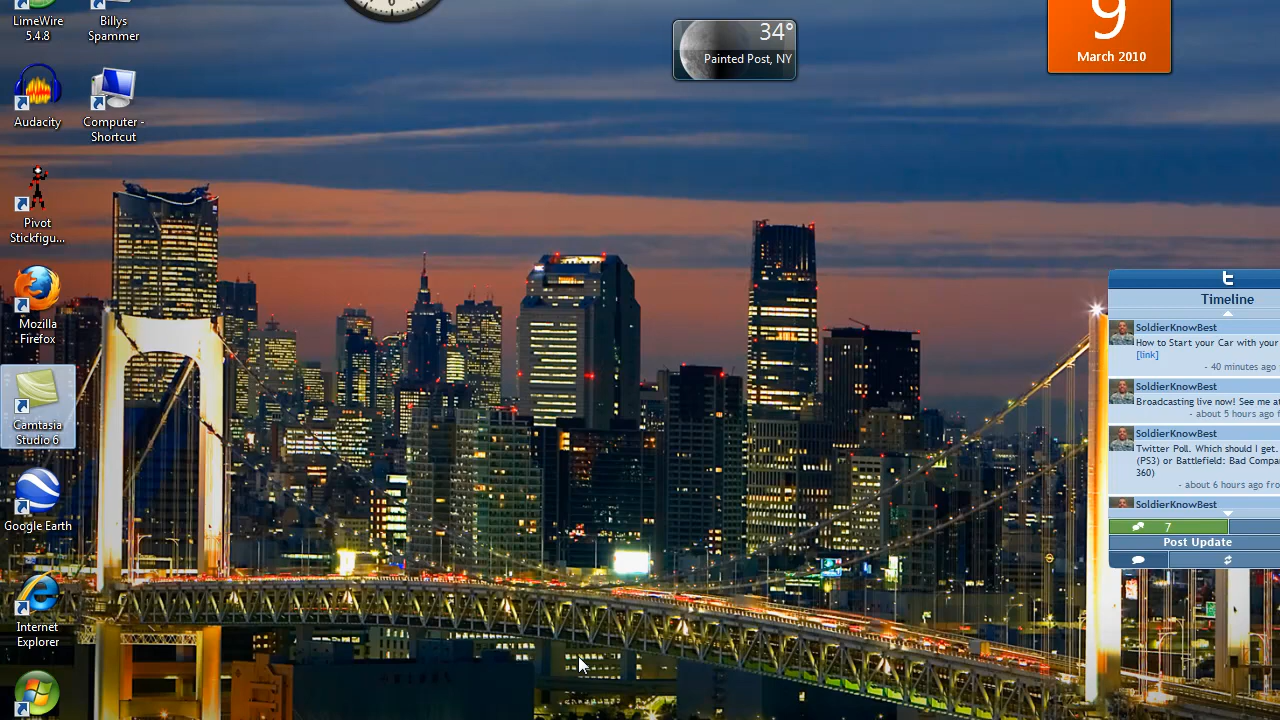 LimeWire
5.4.8
Billys
Spammer
Audacity
Computer -
Shortcut
Pivot
Stickfigu...
Mozilla
Firefox
Camtasia
Studio 6
Google Earth
Internet
Explorer
6
34°
Painted Post, NY
9
March 2010
Timeline
SoldierKnowBest
How to Start your Car with your
[link]
- 40 minutes ago
SoldierKnowBest
Broadcasting live now! See me at
- about 5 hours ago f
SoldierKnowBest
Twitter Poll. Which should I get.
(PS3) or Battlefield: Bad Compa
360)
- about 6 hours ago fro
SoldierKnowBest
7
Post Update